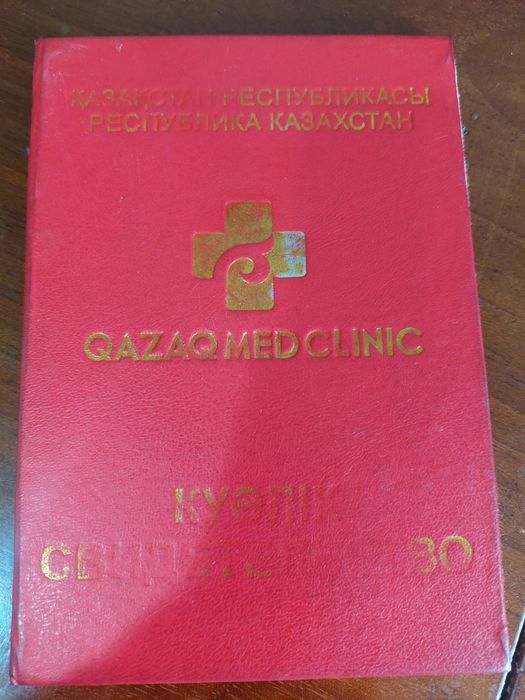 ҚАЗАҚСТАН РЕСПУБЛИКАСЫ
РЕСПУБЛИКА КАЗАХСТАН
QAZAQ MED CLINIC
КУӘЛІК
СВИДЕТЕЛЬСТВО